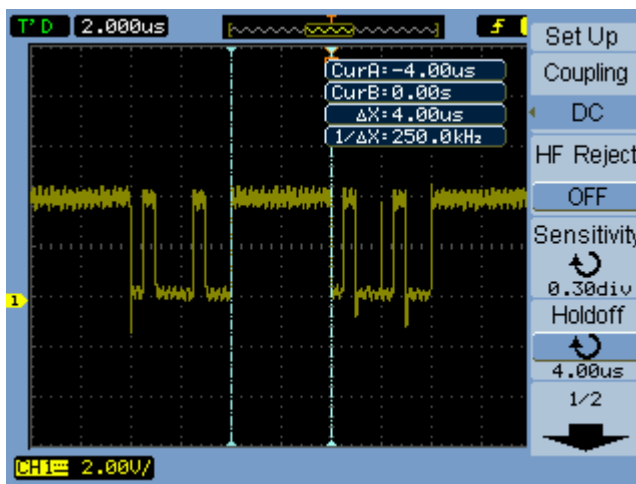 T'D 2.000us
f
CurA:-4.00us
CurB:0.00s
ΔX:4.00us
1/ΔX:250.0kHz
Set Up
Coupling
DC
HF Reject
OFF
Sensitivity
0.30div
Holdoff
4.00us
1/2
1
CH1 2.00V/